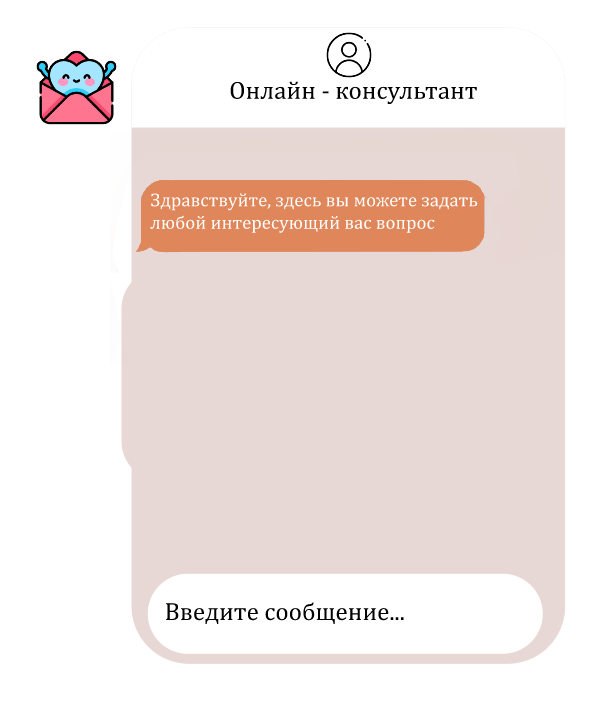 Онлайн - консультант
Здравствуйте, здесь вы можете задать
любой интересующий вас вопрос
Введите сообщение...